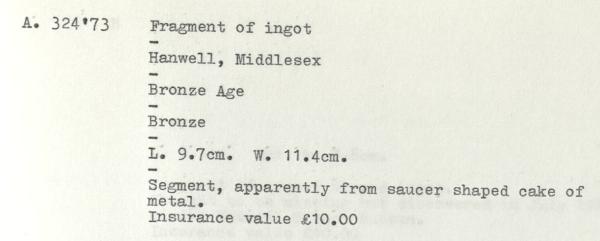 A. 324'73 Fragment of ingot
Hanwell, Middlesex
Bronze Age
Bronze
L. 9.7cm. W. 11.4cm.
Segment, apparently from saucer shaped cake of
metal.
Insurance value £10.00